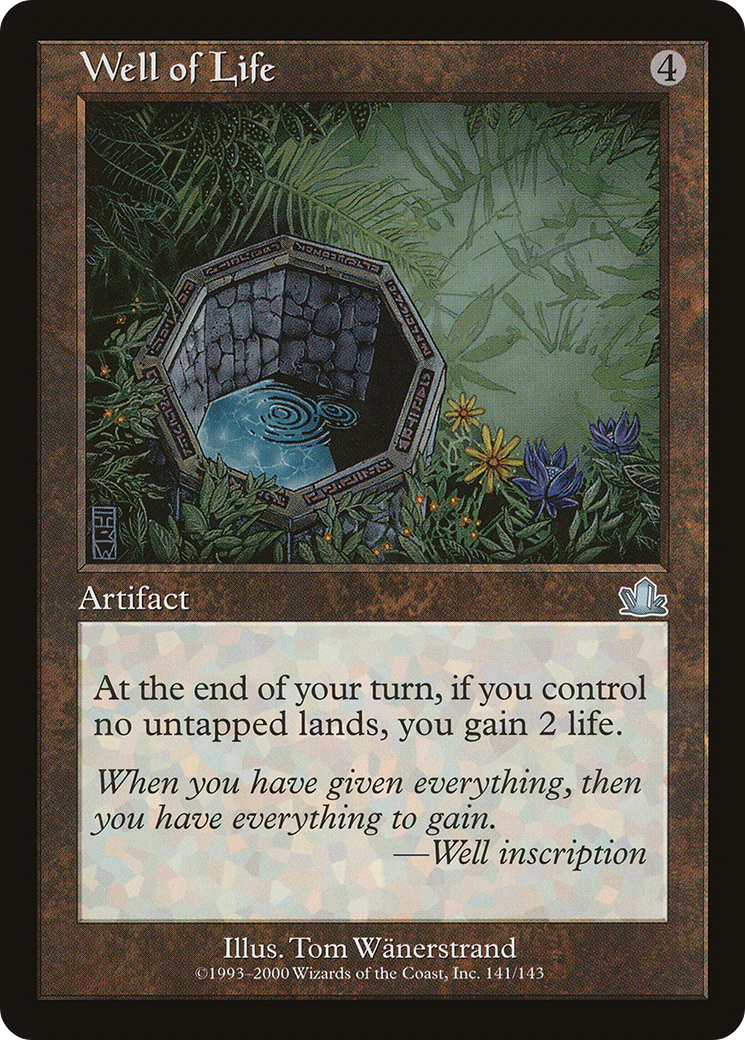 Well of Life
4
Artifact
At the end of your turn, if you control
no untapped lands, you gain 2 life.
When you have given everything, then
you have everything to gain.
—Well inscription
Illus. Tom Wänerstrand
©1993–2000 Wizards of the Coast, Inc. 141/143